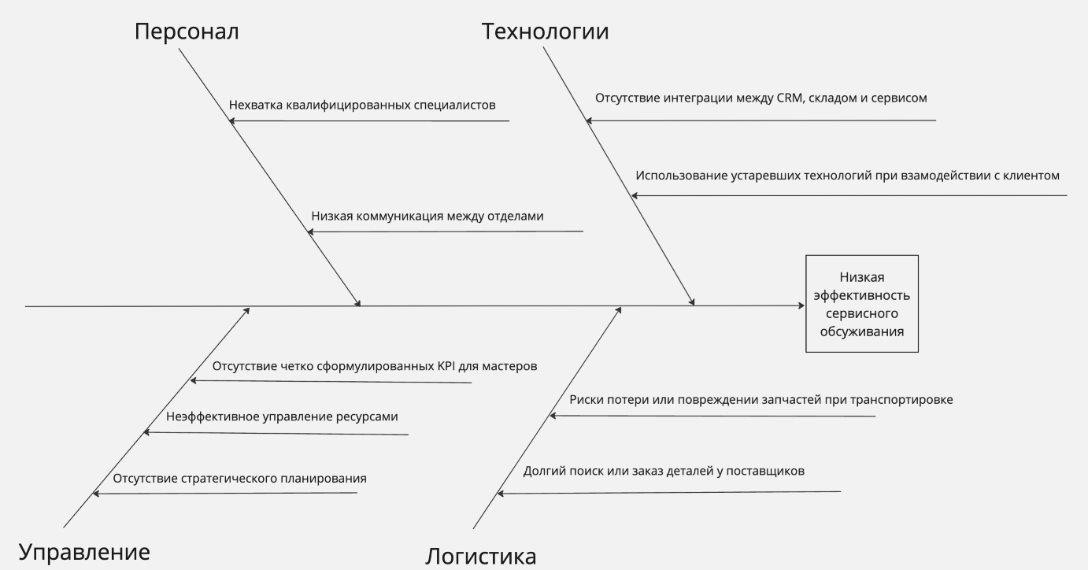 Персонал
Технологии
Нехватка квалифицированных специалистов
Отсутствие интеграции между CRM, складом и сервисом
Использование устаревших технологий при взамодействии с клиентом
Низкая коммуникация между отделами
Низкая
эффективность
сервисного
обсуживания
Отсутствие четко сформулированных KPI для мастеров
Неэффективное управление ресурсами
Отсутствие стратегического планирования
Риски потери или повреждении запчастей при транспортировке
Долгий поиск или заказ деталей у поставщиков
Управление
Логистика